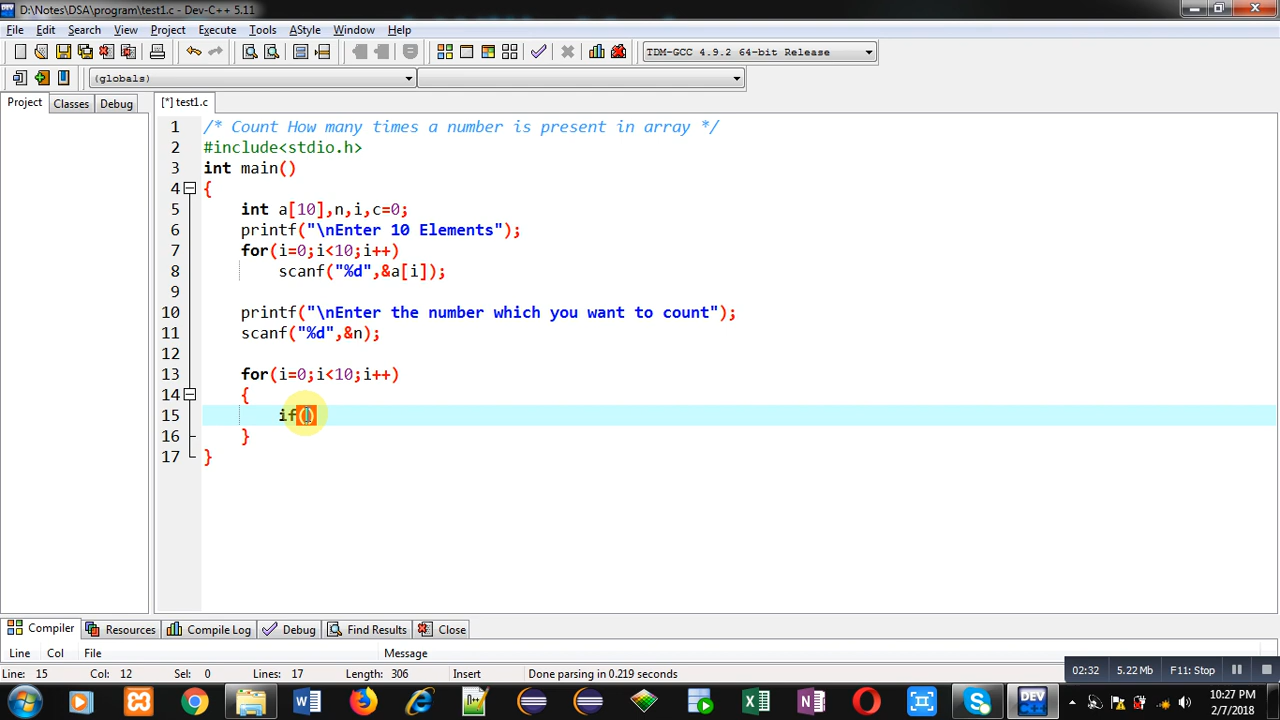 D:\Notes\DSA\program\test1.c - Dev-C++ 5.11
File Edit Search View Project Execute Tools AStyle Window Help
TDM-GCC 4.9.2 64-bit Release
(globals)
Project Classes Debug
[*] test1.c
1 /* Count How many times a number is present in array */
2 #include<stdio.h>
3 int main()
4 {
5 int a[10],n,i,c=0;
6 printf("\nEnter 10 Elements");
7 for(i=0;i<10;i++)
8 scanf("%d",&a[i]);
9
10 printf("\nEnter the number which you want to count");
11 scanf("%d",&n);
12
13 for(i=0;i<10;i++)
14 {
15 if()
16 }
17 }
Compiler Resources Compile Log Debug Find Results Close
Line Col File Message
Line: 15 Col: 12 Sel: 0 Lines: 17 Length: 306 Insert Done parsing in 0.219 seconds
02:32 5.22 Mb F11: Stop
DEV
10:27 PM
2/7/2018